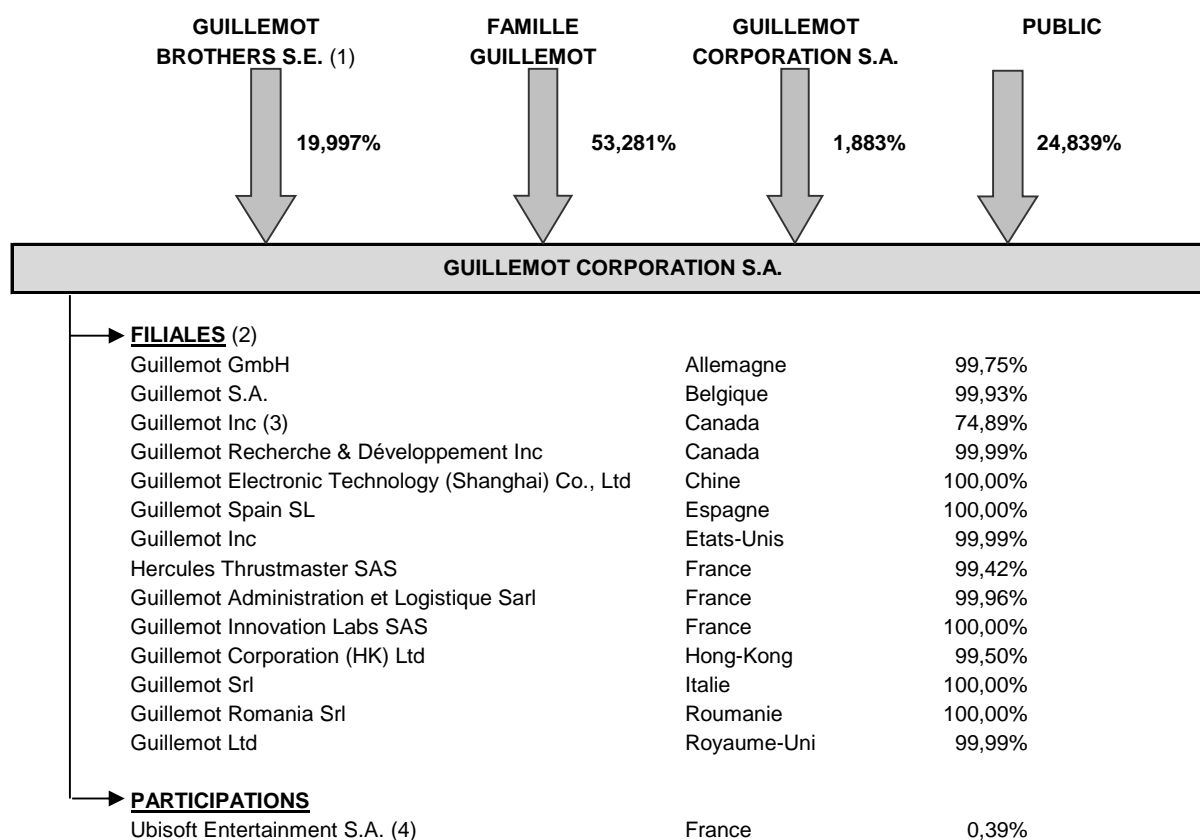 GUILLEMOT BROTHERS S.E. (1)
FAMILLE GUILLEMOT
GUILLEMOT CORPORATION S.A.
PUBLIC
19,997%
53,281%
1,883%
24,839%
GUILLEMOT CORPORATION S.A.
FILIALES (2)
Guillemot GmbH Allemagne 99,75%
Guillemot S.A. Belgique 99,93%
Guillemot Inc (3) Canada 74,89%
Guillemot Recherche & Développement Inc Canada 99,99%
Guillemot Electronic Technology (Shanghai) Co., Ltd Chine 100,00%
Guillemot Spain SL Espagne 100,00%
Guillemot Inc Etats-Unis 99,99%
Hercules Thrustmaster SAS France 99,42%
Guillemot Administration et Logistique Sarl France 99,96%
Guillemot Innovation Labs SAS France 100,00%
Guillemot Corporation (HK) Ltd Hong-Kong 99,50%
Guillemot Srl Italie 100,00%
Guillemot Romania Srl Roumanie 100,00%
Guillemot Ltd Royaume-Uni 99,99%
PARTICIPATIONS
Ubisoft Entertainment S.A. (4) France 0,39%